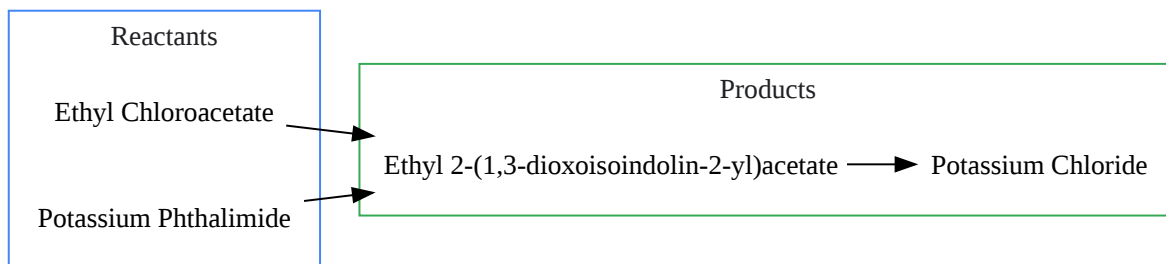 Reactants
Ethyl Chloroacetate
Potassium Phthalimide
Products
Ethyl 2-(1,3-dioxoisoindolin-2-yl)acetate
Potassium Chloride